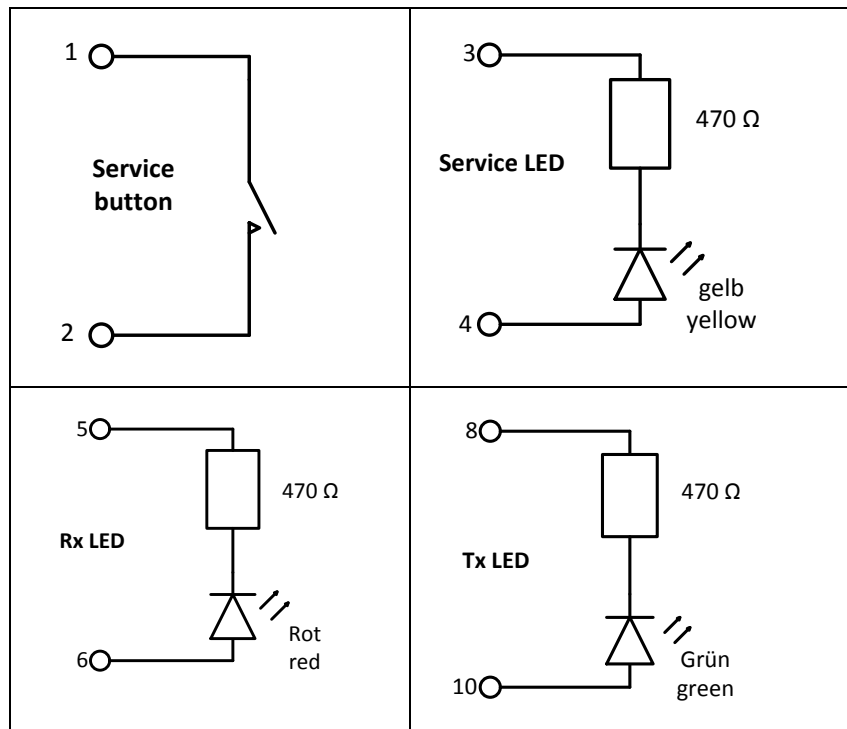 1
Service
button
2
3
470 Ω
Service LED
gelb
yellow
4
5
470 Ω
Rx LED
Rot
red
6
8
470 Ω
Tx LED
Grün
green
10